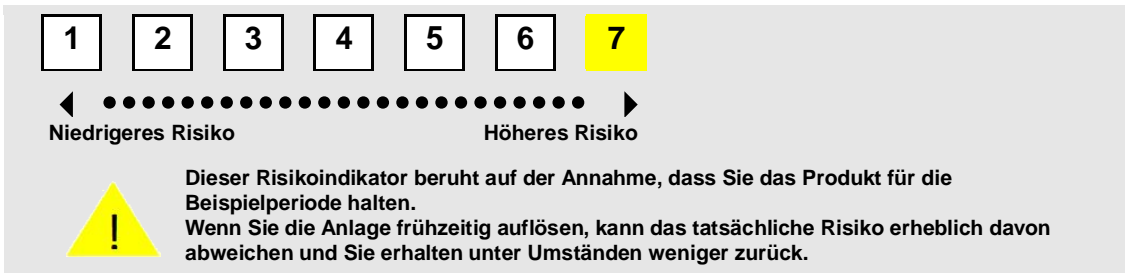 1 2 3 4 5 6 7
Niedrigeres Risiko Höheres Risiko
Dieser Risikoindikator beruht auf der Annahme, dass Sie das Produkt für die
Beispielperiode halten.
Wenn Sie die Anlage frühzeitig auflösen, kann das tatsächliche Risiko erheblich davon
abweichen und Sie erhalten unter Umständen weniger zurück.
!